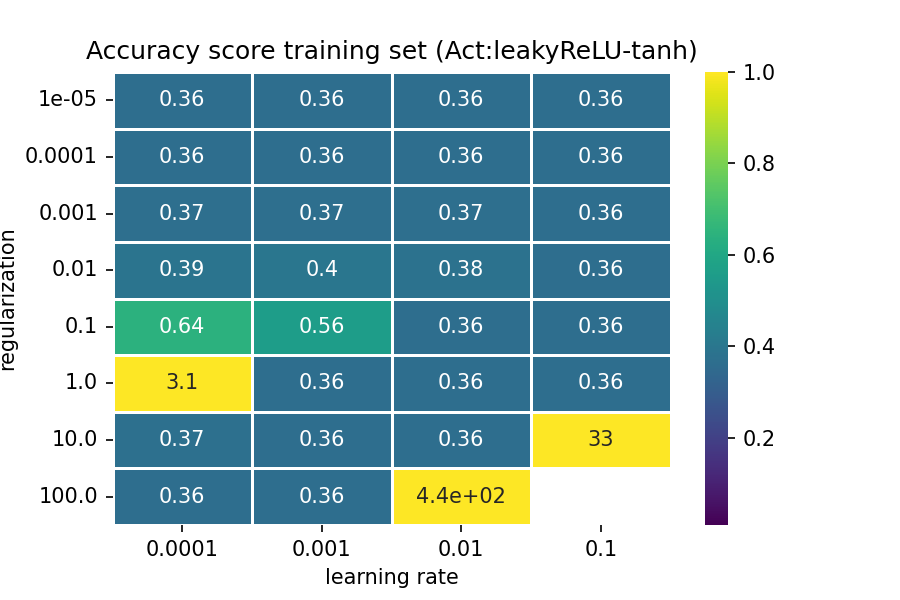 Accuracy score training set (Act:leakyReLU-tanh)
1e-05 0.36 0.36 0.36 0.36
0.0001 0.36 0.36 0.36 0.36
0.001 0.37 0.37 0.37 0.36
0.01 0.39 0.4 0.38 0.36
0.1 0.64 0.56 0.36 0.36
1.0 3.1 0.36 0.36 0.36
10.0 0.37 0.36 0.36 33
100.0 0.36 0.36 4.4e+02
0.0001 0.001 0.01 0.1
learning rate
regularization
1.0
0.8
0.6
0.4
0.2